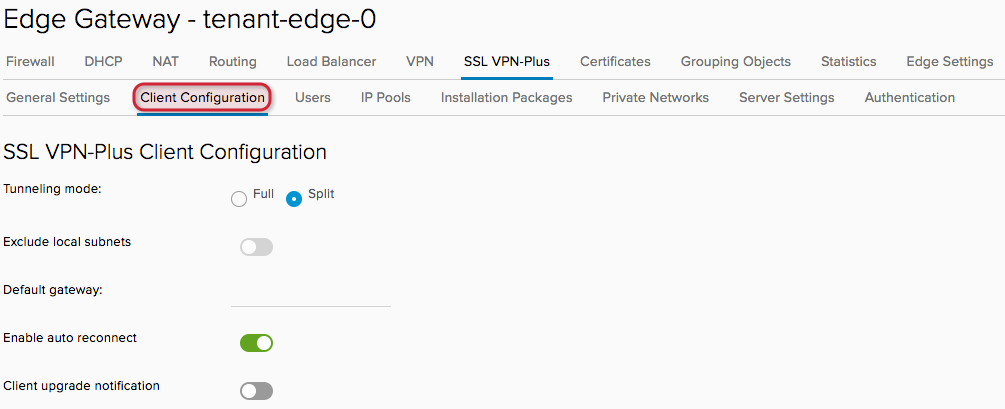 Edge Gateway - tenant-edge-0
Firewall DHCP NAT Routing Load Balancer VPN SSL VPN-Plus Certificates Grouping Objects Statistics Edge Settings
General Settings Client Configuration Users IP Pools Installation Packages Private Networks Server Settings Authentication
SSL VPN-Plus Client Configuration
Tunneling mode: Full Split
Exclude local subnets
Default gateway:
Enable auto reconnect
Client upgrade notification